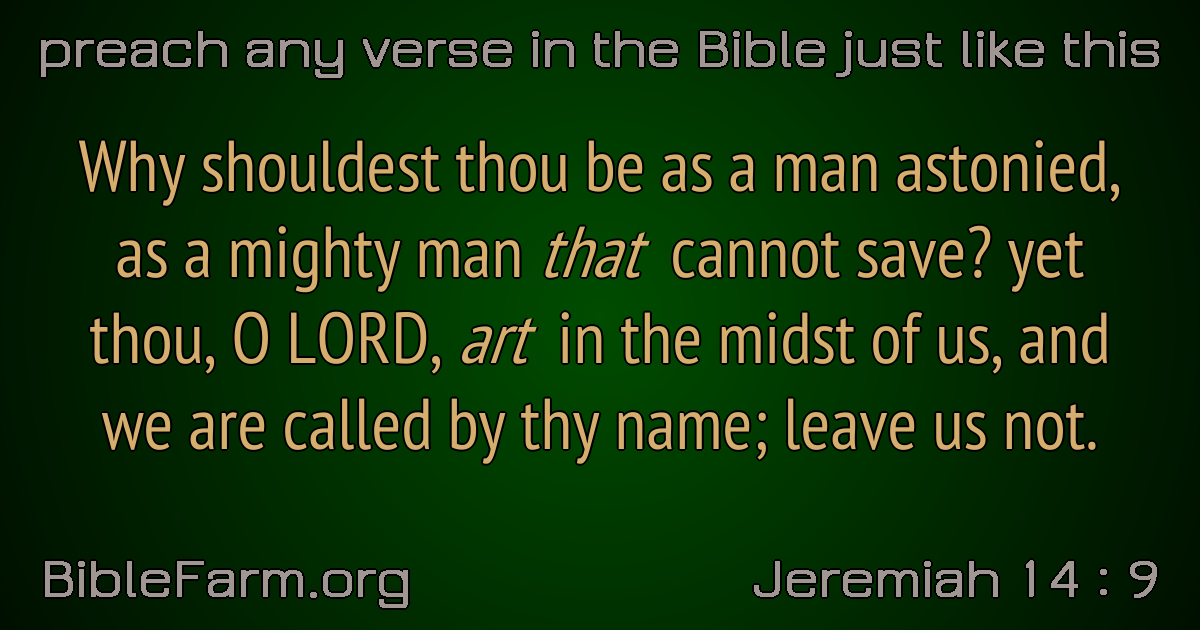 preach any verse in the Bible just like this
Why shouldest thou be as a man astonied,
as a mighty man that cannot save? yet
thou, O LORD, art in the midst of us, and
we are called by thy name; leave us not.
BibleFarm.org
Jeremiah 14 : 9